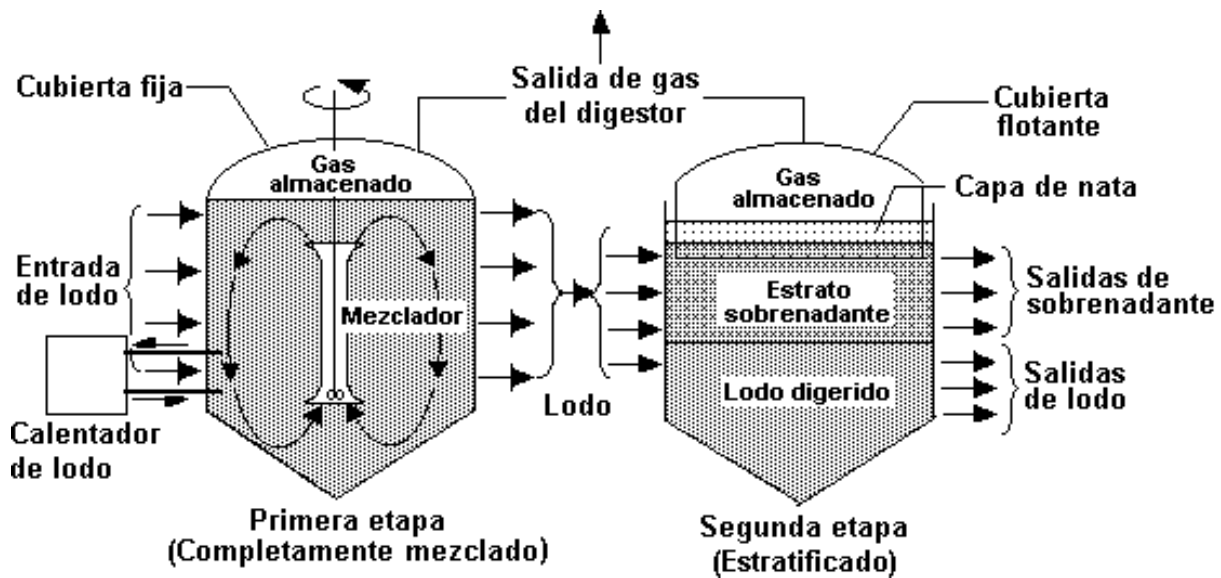 Cubierta fija
Salida de gas
del digestor
Cubierta
flotante
Gas
almacenado
Gas
almacenado
Capa de nata
Entrada
de lodo
Mezclador
Estrato
sobrenadante
Salidas de
sobrenadante
Lodo
Lodo digerido
Salidas
de lodo
Calentador
de lodo
Primera etapa
(Completamente mezclado)
Segunda etapa
(Estratificado)